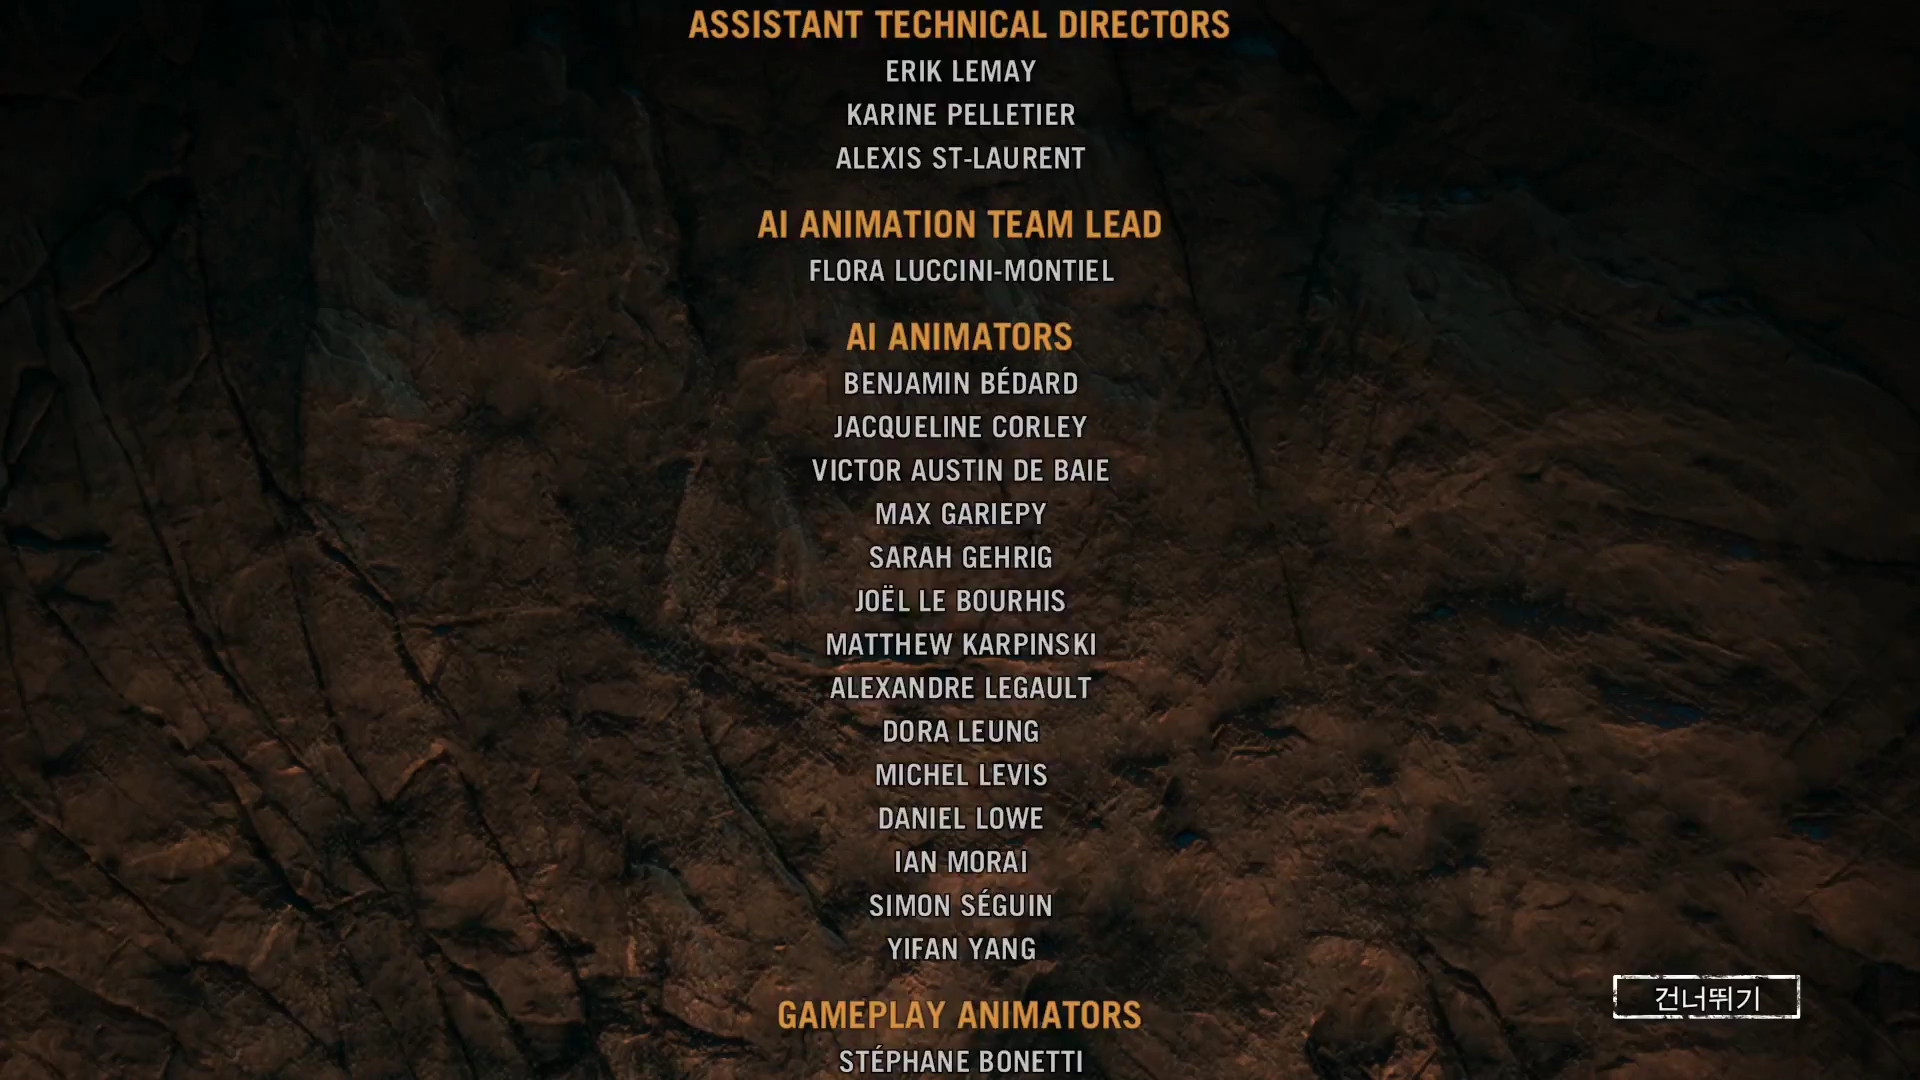 ASSISTANT TECHNICAL DIRECTORS
ERIK LEMAY
KARINE PELLETIER
ALEXIS ST-LAURENT
AI ANIMATION TEAM LEAD
FLORA LUCCINI-MONTIEL
AI ANIMATORS
BENJAMIN BÉDARD
JACQUELINE CORLEY
VICTOR AUSTIN DE BAIE
MAX GARIEPY
SARAH GEHRIG
JOËL LE BOURHIS
MATTHEW KARPINSKI
ALEXANDRE LEGAULT
DORA LEUNG
MICHEL LEVIS
DANIEL LOWE
IAN MORAI
SIMON SÉGUIN
YIFAN YANG
건너뛰기
GAMEPLAY ANIMATORS
STÉPHANE BONETTI